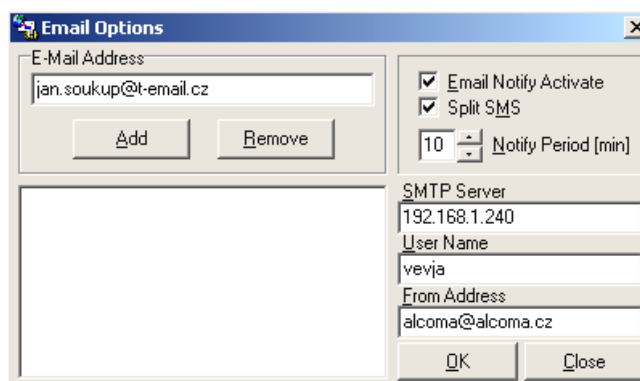 Email Options
E-Mail Address
jan.soukup@t-email.cz
Add Remove
Email Notify Activate
Split SMS
10 Notify Period [min]
SMTP Server
192.168.1.240
User Name
vevja
From Address
alcoma@alcoma.cz
OK Close